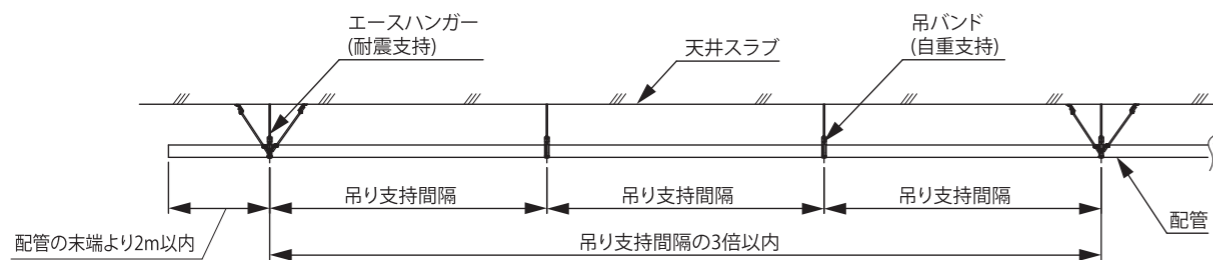 エースハンガー
(耐震支持)
天井スラブ
吊バンド
(自重支持)
吊り支持間隔
吊り支持間隔
吊り支持間隔
配管
配管の末端より2m以内
吊り支持間隔の3倍以内